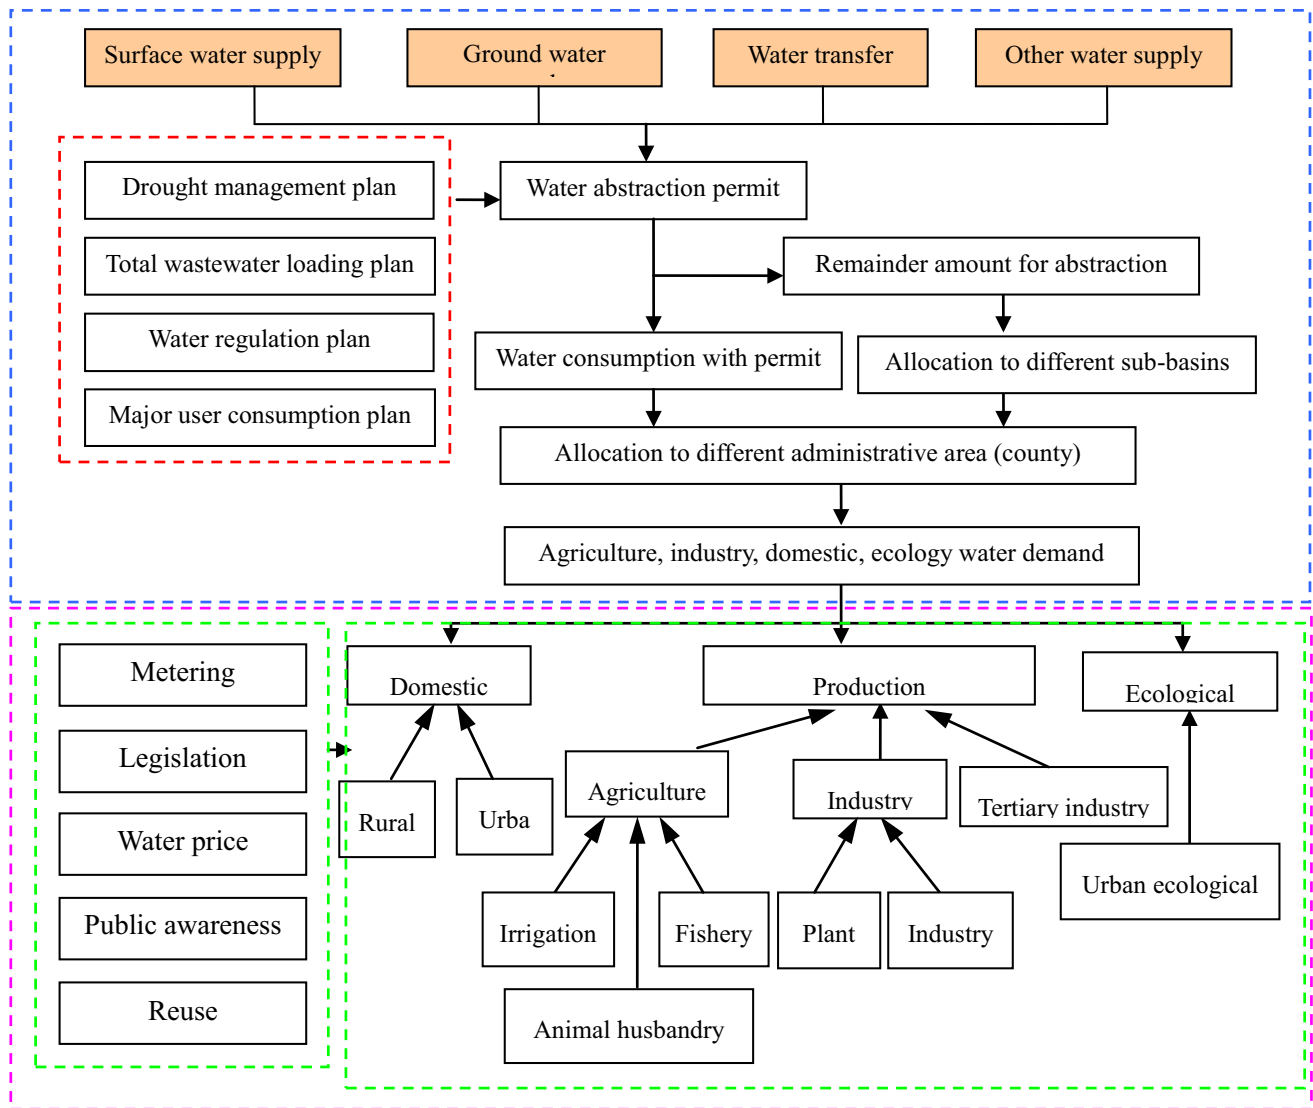 Surface water supply
Ground water
Water transfer
Other water supply
Drought management plan
Water abstraction permit
Total wastewater loading plan
Remainder amount for abstraction
Water regulation plan
Water consumption with permit
Allocation to different sub-basins
Major user consumption plan
Allocation to different administrative area (county)
Agriculture, industry, domestic, ecology water demand
Metering
Legislation
Water price
Public awareness
Reuse
Domestic
Production
Ecological
Rural
Urba
Agriculture
Industry
Tertiary industry
Urban ecological
Irrigation
Fishery
Plant
Industry
Animal husbandry